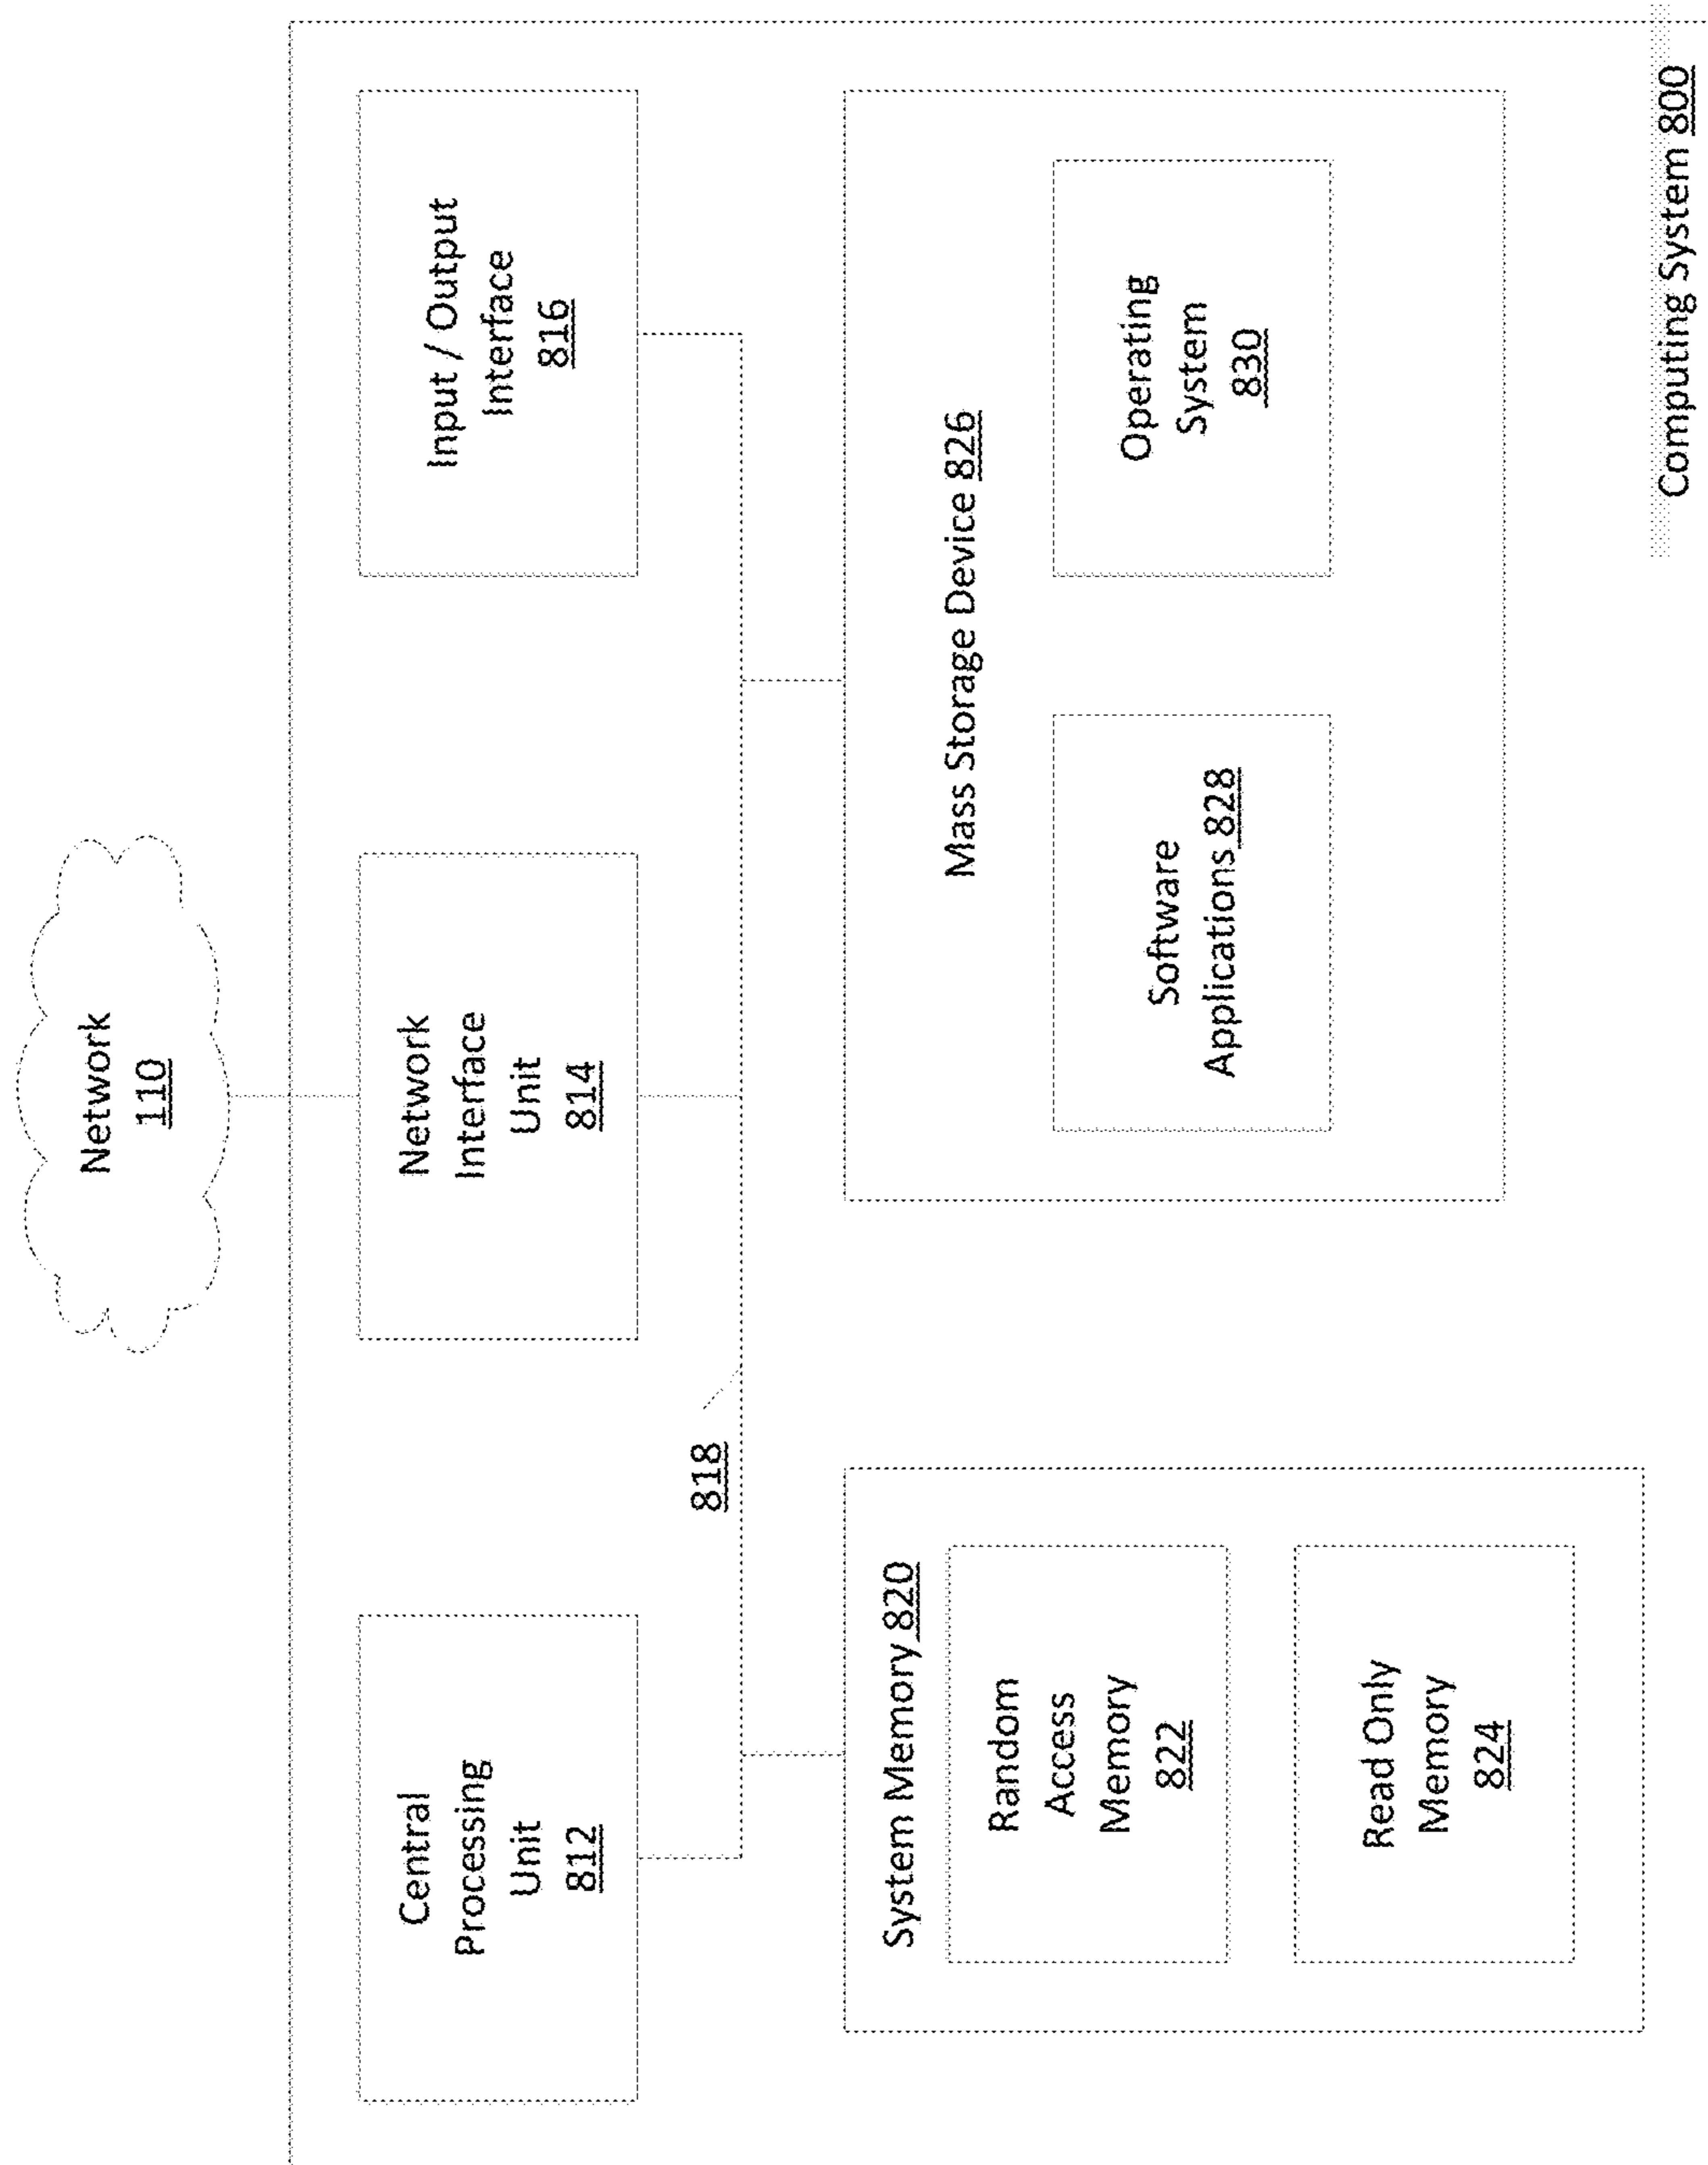 Network
110
Central
Processing
Unit
812
Network
Interface
Unit
814
Input / Output
Interface
816
818
System Memory 820
Random
Access
Memory
822
Read Only
Memory
824
Mass Storage Device 826
Software
Applications 828
Operating
System
830
Computing System 800